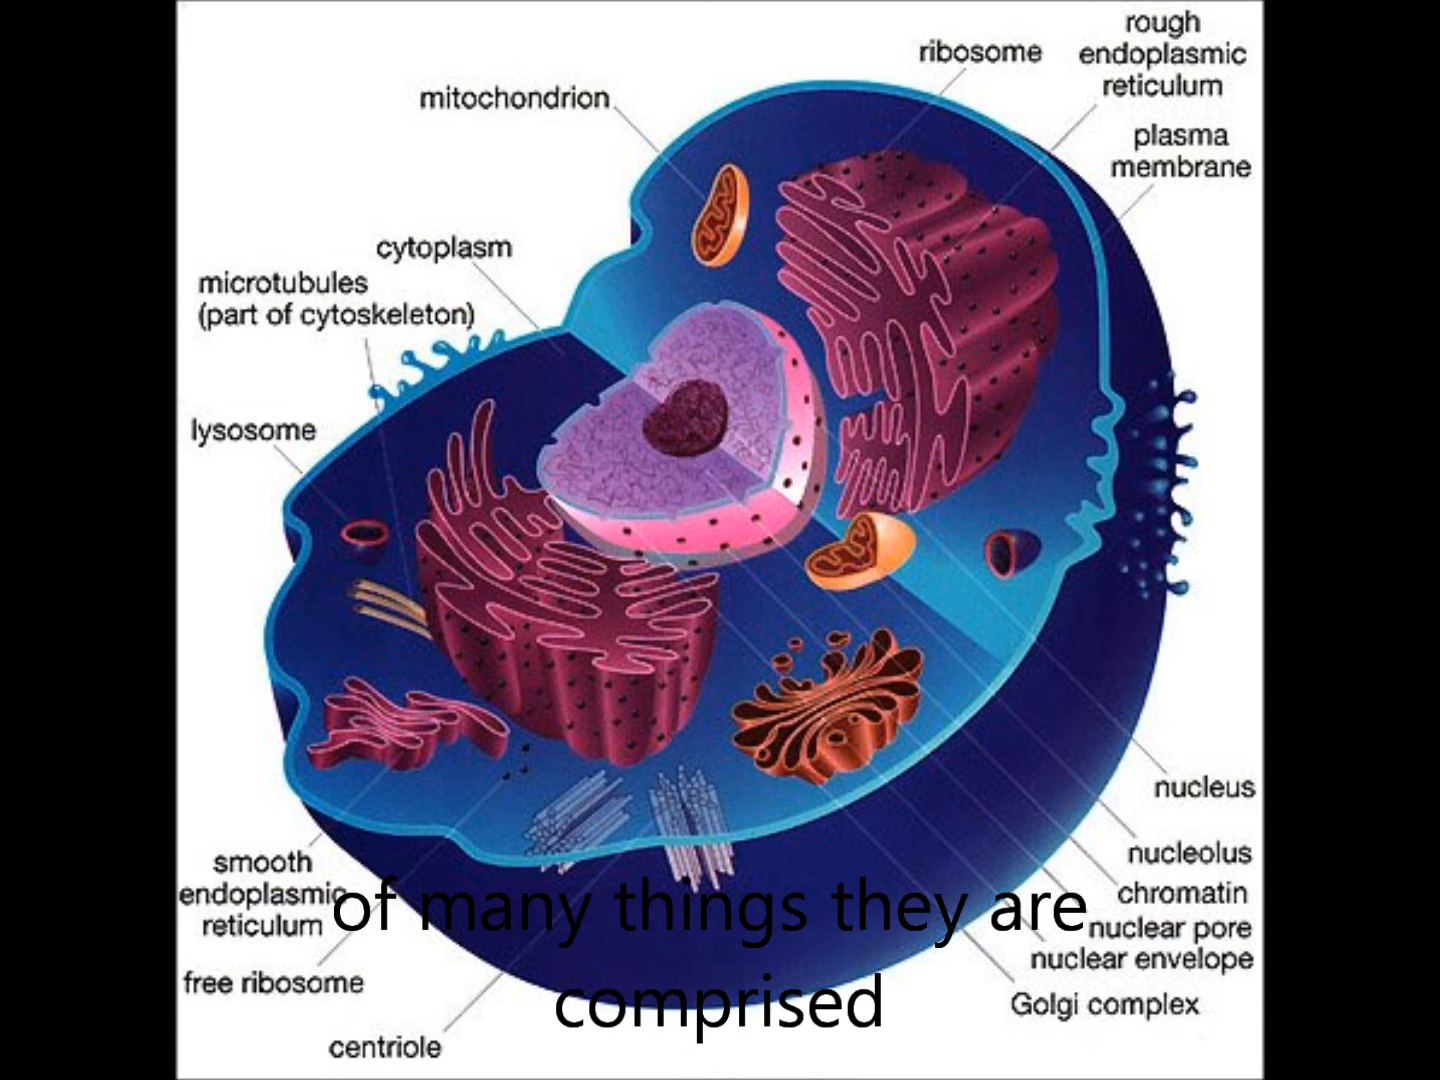 rough
endoplasmic
reticulum
ribosome
mitochondrion
plasma
membrane
cytoplasm
microtubules
(part of cytoskeleton)
lysosome
nucleus
nucleolus
chromatin
nuclear pore
nuclear envelope
Golgi complex
smooth
endoplasmic
reticulum
free ribosome
centriole
of many things they are
comprised